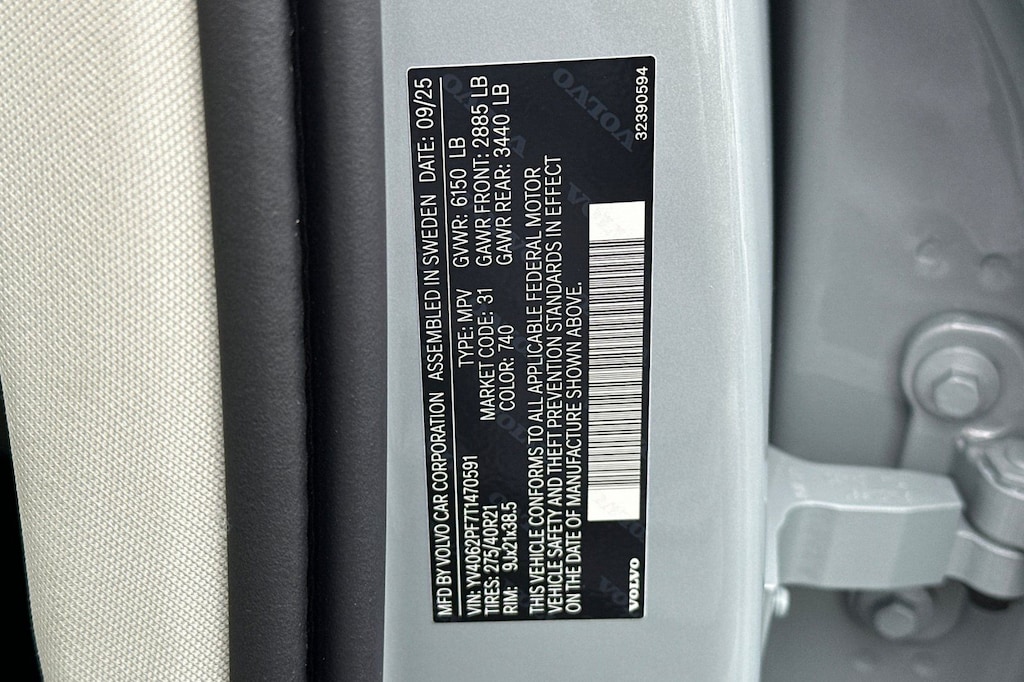 MFD BY VOLVO CAR CORPORATION ASSEMBLED IN SWEDEN DATE: 09/25
VIN: YV4062PF7T1470591 TYPE: MPV GVWR: 6150 LB
TIRES: 275/40R21 MARKET CODE: 31 GAWR FRONT: 2885 LB
RIM: 9Jx21x38.5 COLOR: 740 GAWR REAR: 3440 LB
THIS VEHICLE CONFORMS TO ALL APPLICABLE FEDERAL MOTOR
VEHICLE SAFETY AND THEFT PREVENTION STANDARDS IN EFFECT
ON THE DATE OF MANUFACTURE SHOWN ABOVE.
VOLVO 32390594